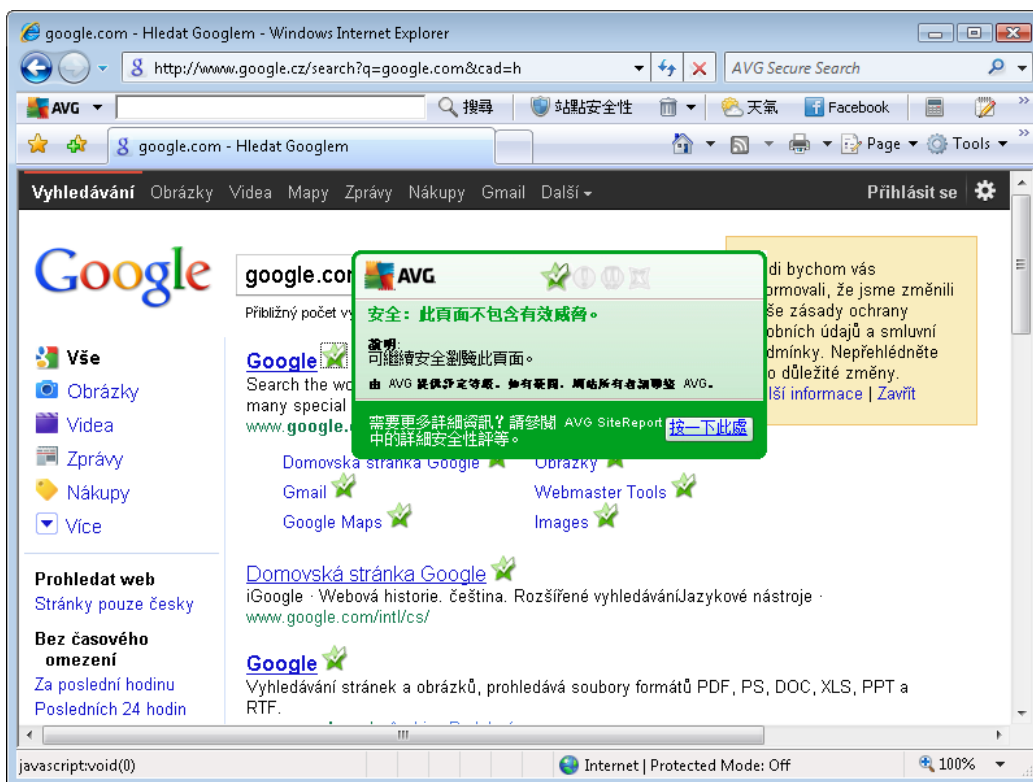 google.com - Hledat Googlem - Windows Internet Explorer
http://www.google.cz/search?q=google.com&cad=h
AVG Secure Search
AVG
搜尋
站點安全性
天氣
Facebook
google.com - Hledat Googlem
Page
Tools
Vyhledávání Obrázky Videa Mapy Zprávy Nákupy Gmail Další
Přihlásit se
Google
google.co
Přibližný počet v
AVG
安全：此頁面不包含有效威脅。
說明:
可繼續安全瀏覽此頁面。
由 AVG 提供評定等級。如有疑問，網站所有者請聯繫 AVG。
需要更多詳細資訊？請參閱 AVG SiteReport
中的詳細安全性評等。
按一下此處
di bychom vás
ormovali, že jsme změnili
še zásady ochrany
obních údajů a smluvní
dmínky. Nepřehlédněte
o důležité změny.
lší informace | Zavřít
Vše
Obrázky
Videa
Zprávy
Nákupy
Více
Prohledat web
Stránky pouze česky
Bez časového
omezení
Za poslední hodinu
Posledních 24 hodin
Google
Search the wo
many special
www.google.
Domovská stránka Google
Obrázky
Gmail
Webmaster Tools
Google Maps
Images
Domovská stránka Google
iGoogle · Webová historie. čeština. Rozšířené vyhledáváníJazykové nástroje ·
www.google.com/intl/cs/
Google
Vyhledávání stránek a obrázků, prohledává soubory formátů PDF, PS, DOC, XLS, PPT a
RTF.
javascript:void(0)
Internet | Protected Mode: Off
100%